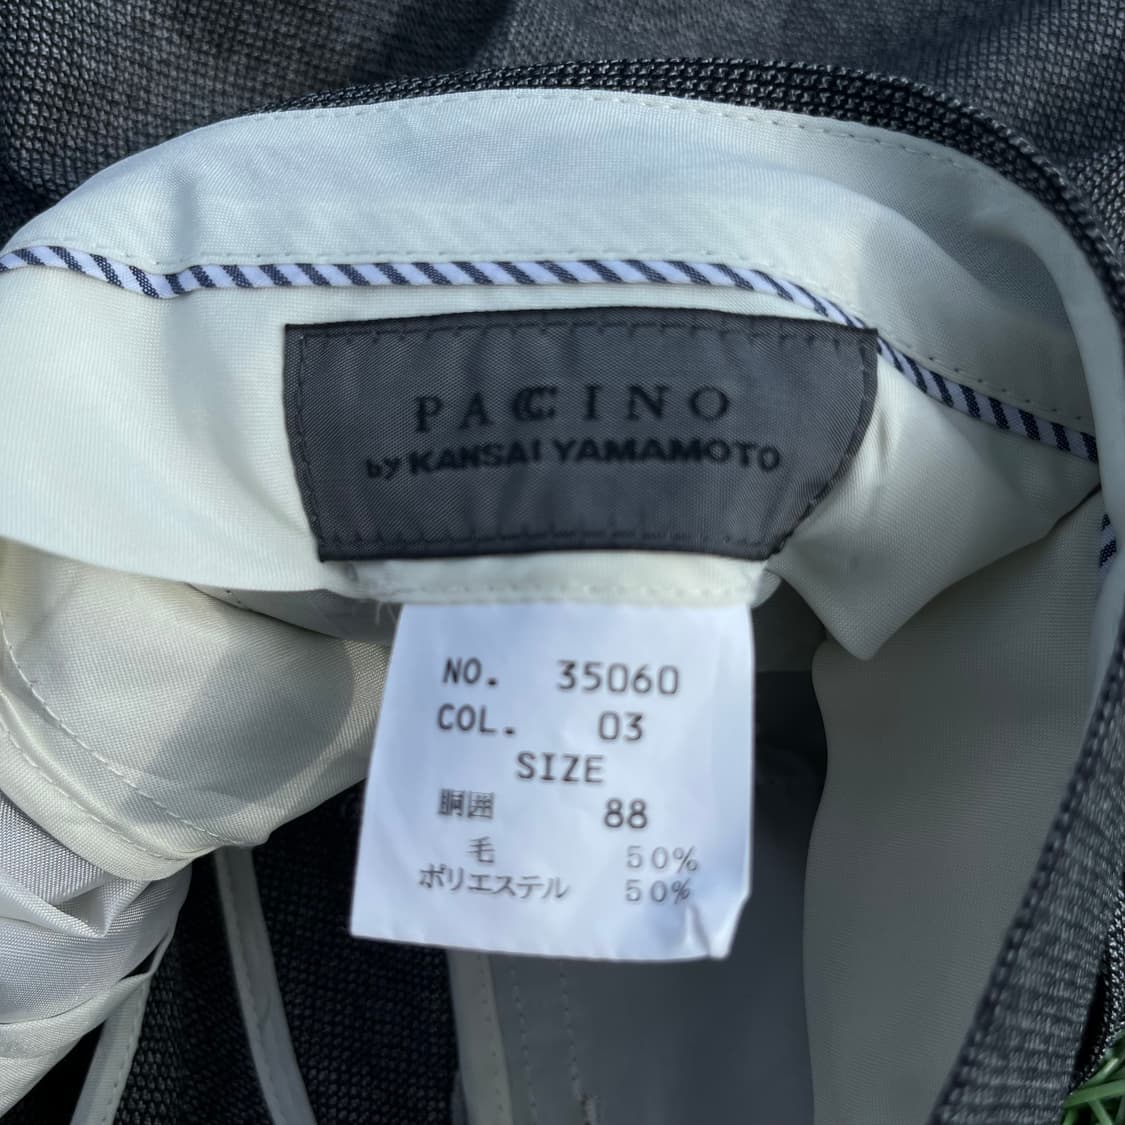 PACCINO
by KANSAI YAMAMOTO
NO. 35060
COL. 03
SIZE
胴囲 88
毛 50%
ポリエステル 50%